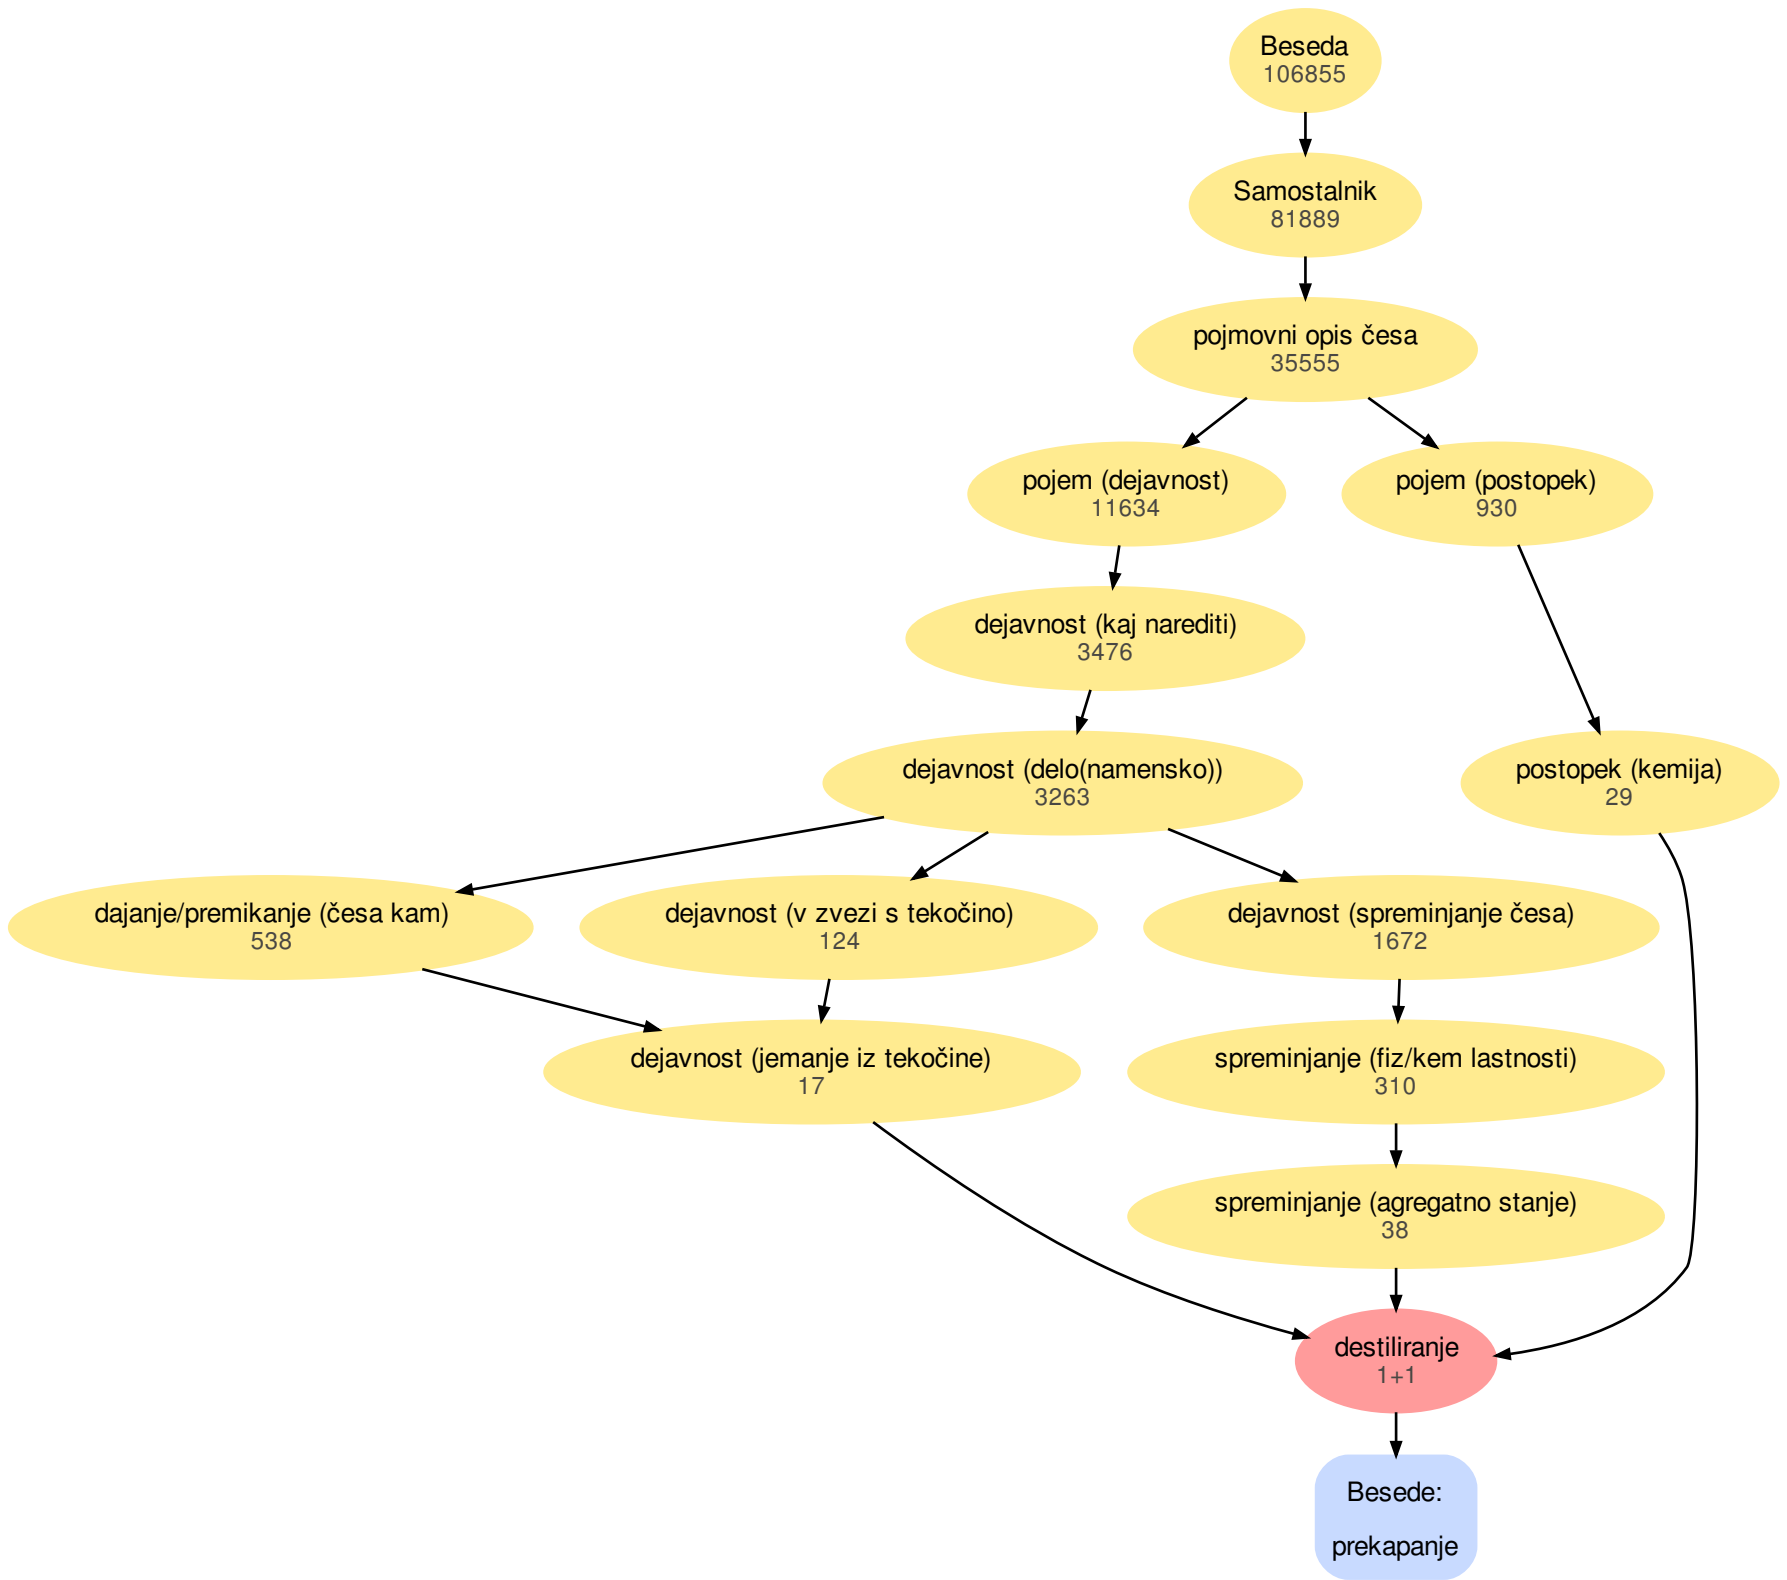 Beseda
106855
Samostalnik
81889
pojmovni opis česa
35555
pojem (dejavnost)
11634
pojem (postopek)
930
dejavnost (kaj narediti)
3476
dejavnost (delo(namensko))
3263
postopek (kemija)
29
dajanje/premikanje (česa kam)
538
dejavnost (v zvezi s tekočino)
124
dejavnost (spreminjanje česa)
1672
dejavnost (jemanje iz tekočine)
17
spreminjanje (fiz/kem lastnosti)
310
spreminjanje (agregatno stanje)
38
destiliranje
1+1
Besede:
prekapanje